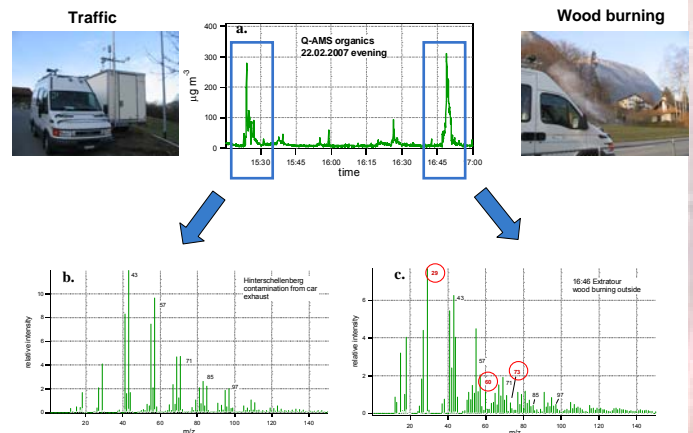 Traffic
Wood burning
a.
Q-AMS organics
22.02.2007 evening
400
300
200
100
0
µg m-3
15:30
15:45
16:00
16:15
16:30
16:45
7:00
time
b.
43
57
71
85
97
Hinterschellenberg
contamination from car
exhaust
10
8
6
4
2
0
relative intensity
20
40
60
80
100
120
140
m/z
c.
29
43
57
60
71
73
85
97
16:46 Extratour
wood burning outside
6
4
2
0
relative intensity
20
40
60
80
100
120
140
m/z